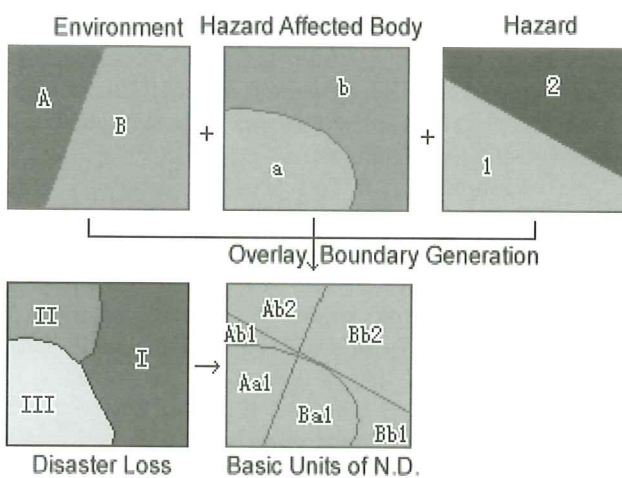 Environment Hazard Affected Body Hazard
A B + a b + 1 2
Overlay, Boundary Generation
II I III → Ab2 Bb2 Ab1 Aa1 Ba1 Bb1
Disaster Loss Basic Units of N.D.